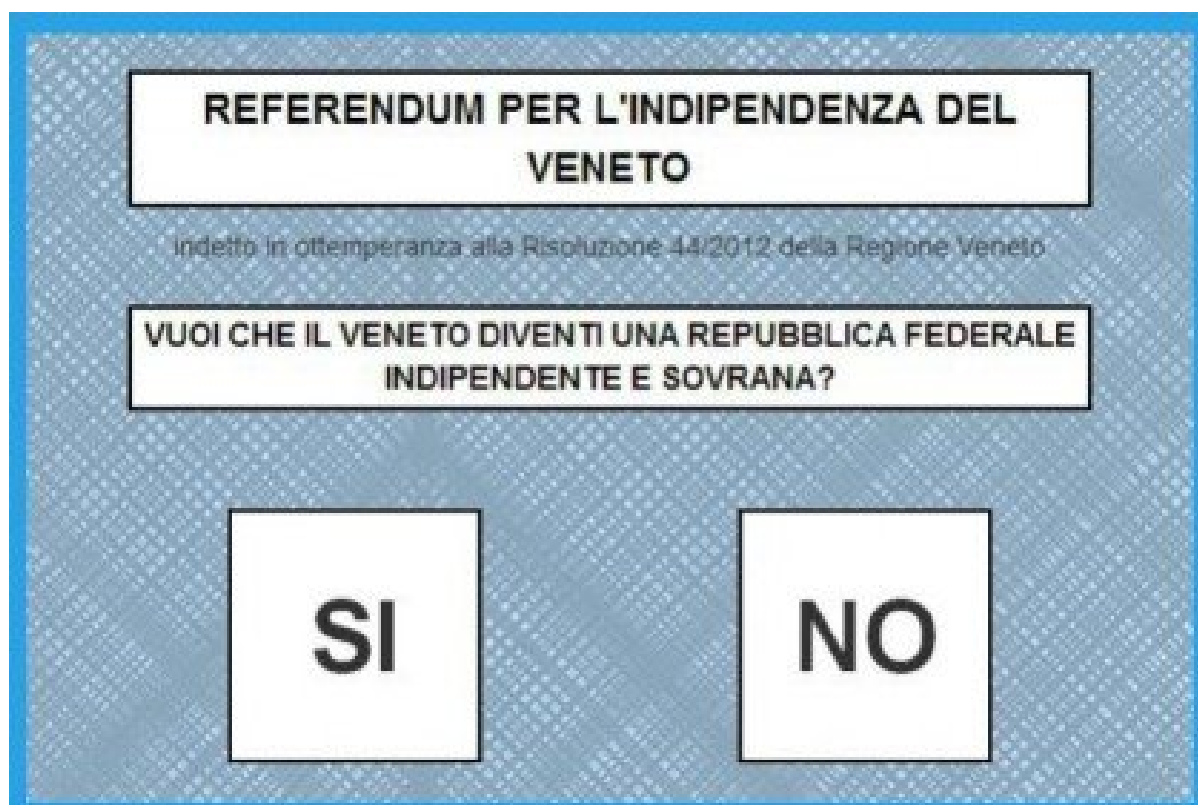 REFERENDUM PER L'INDIPENDENZA DEL
VENETO
indetto in ottemperanza alla Risoluzione 44/2012 della Regione Veneto
VUOI CHE IL VENETO DIVENTI UNA REPUBBLICA FEDERALE
INDIPENDENTE E SOVRANA?
SI NO